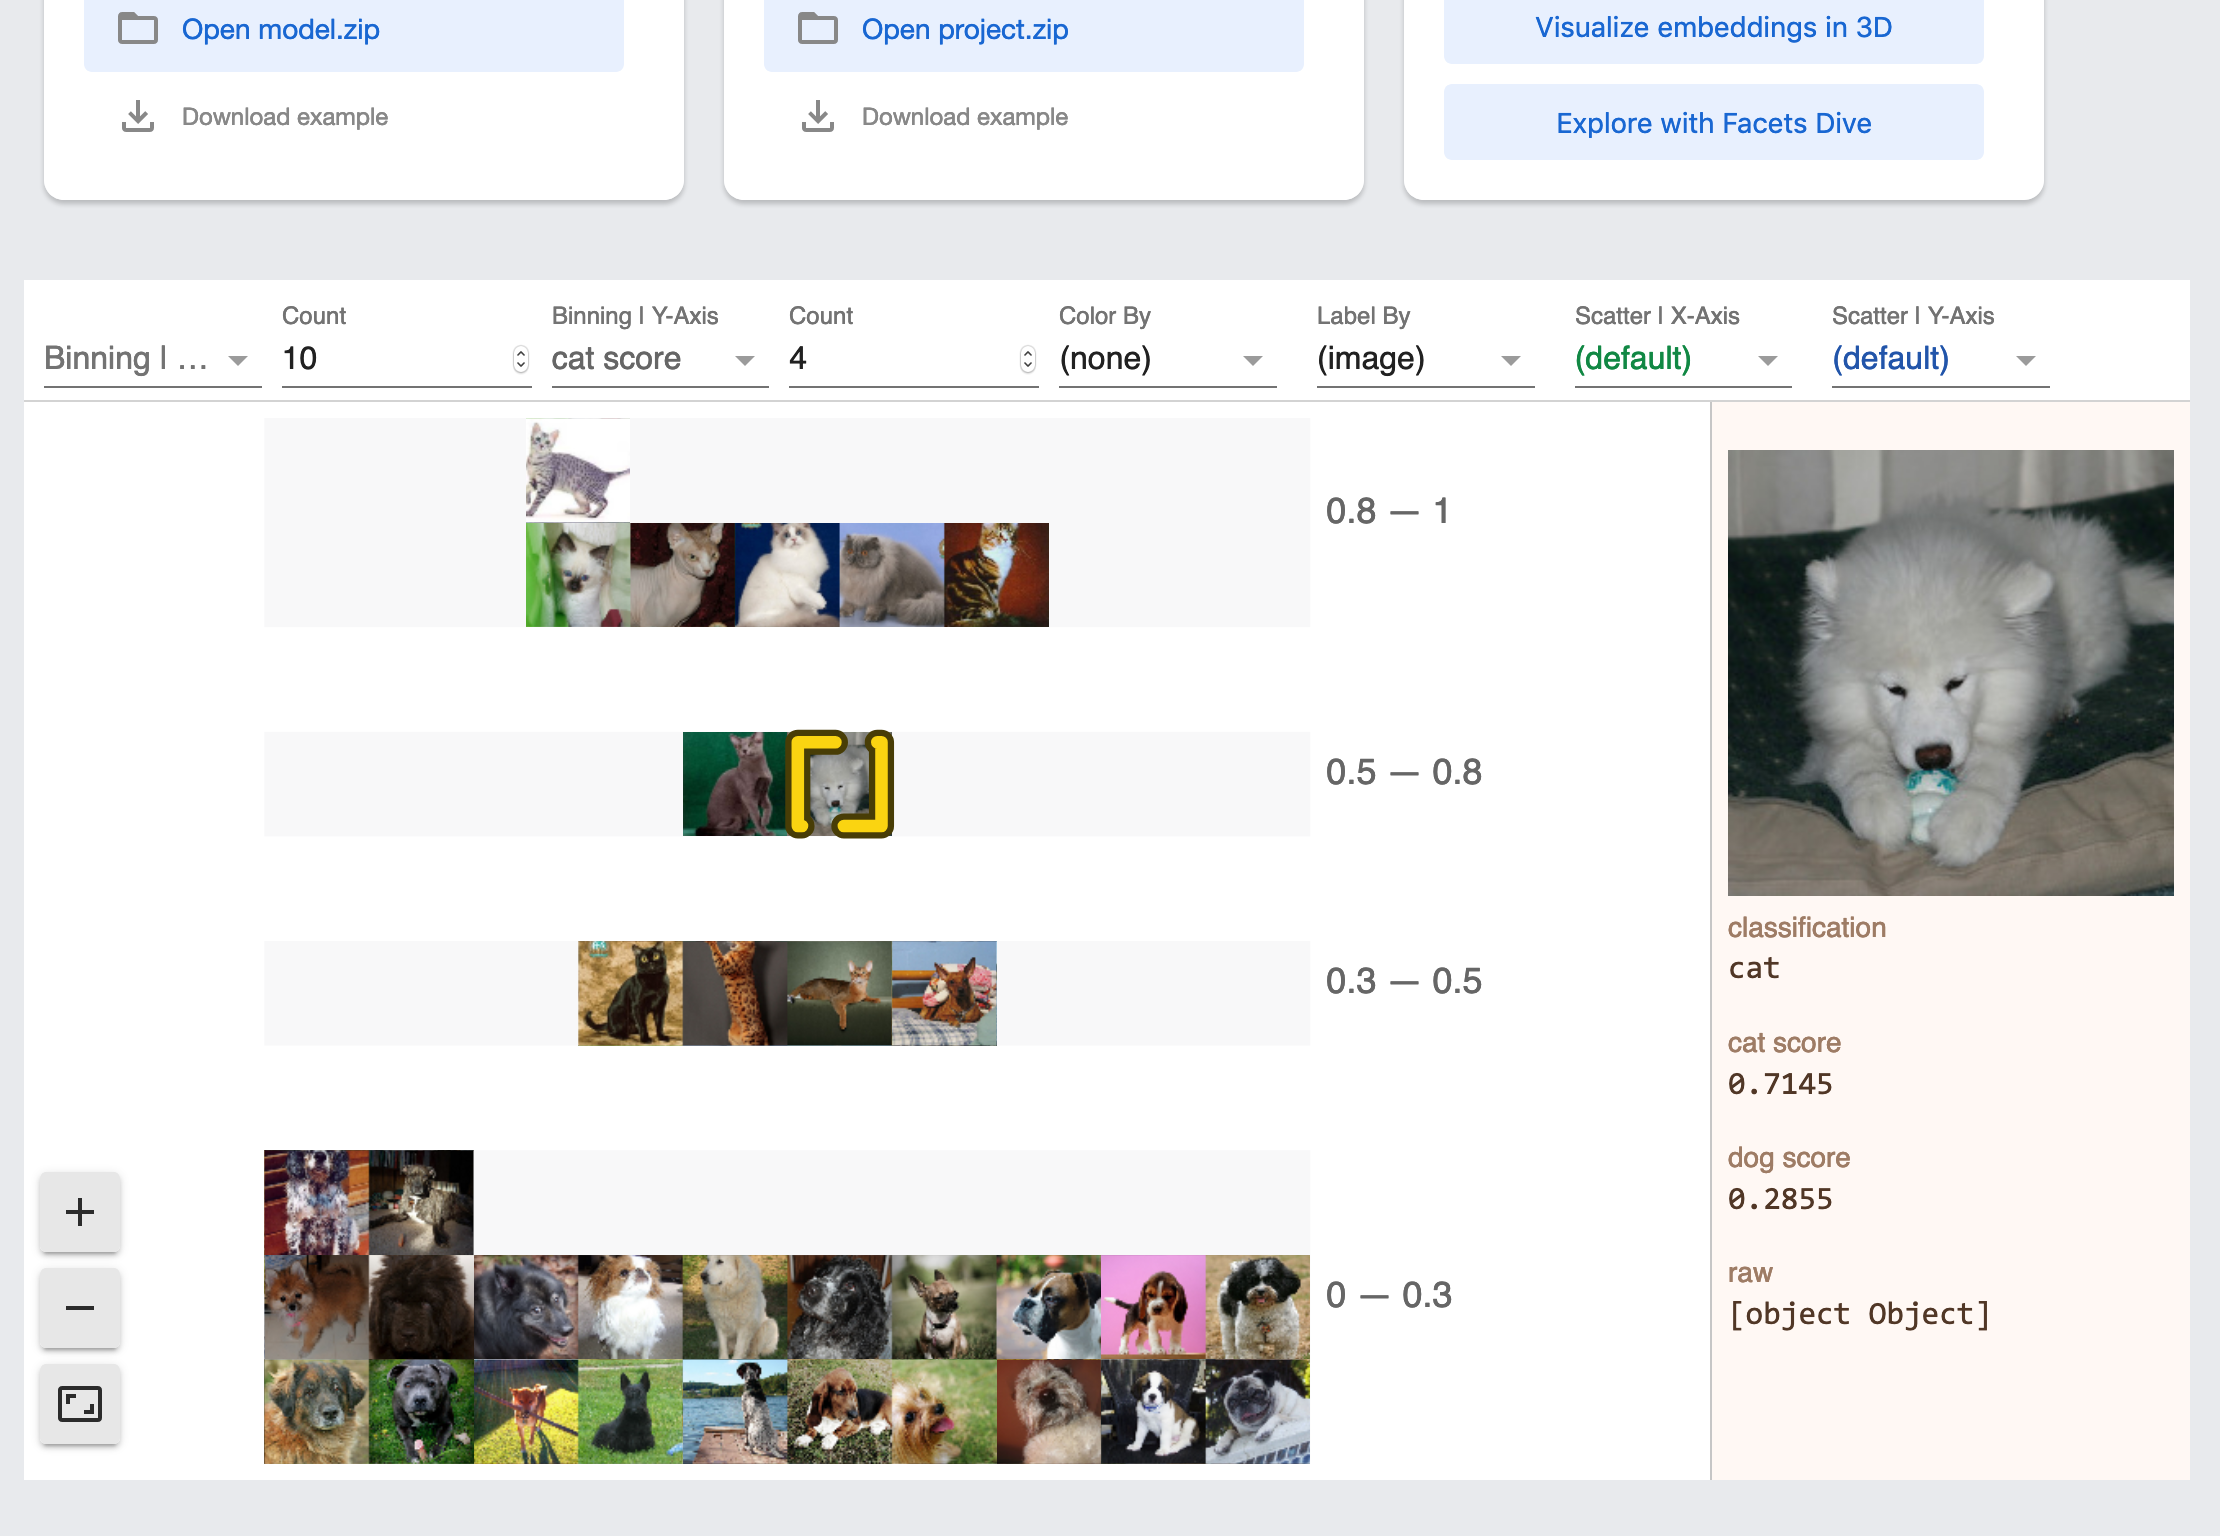 Open model.zip
Open project.zip
Visualize embeddings in 3D
Download example
Download example
Explore with Facets Dive
Binning | ...
Count
10
Binning | Y-Axis
cat score
Count
4
Color By
(none)
Label By
(image)
Scatter | X-Axis
(default)
Scatter | Y-Axis
(default)
0.8 — 1
0.5 — 0.8
0.3 — 0.5
0 — 0.3
classification
cat
cat score
0.7145
dog score
0.2855
raw
[object Object]